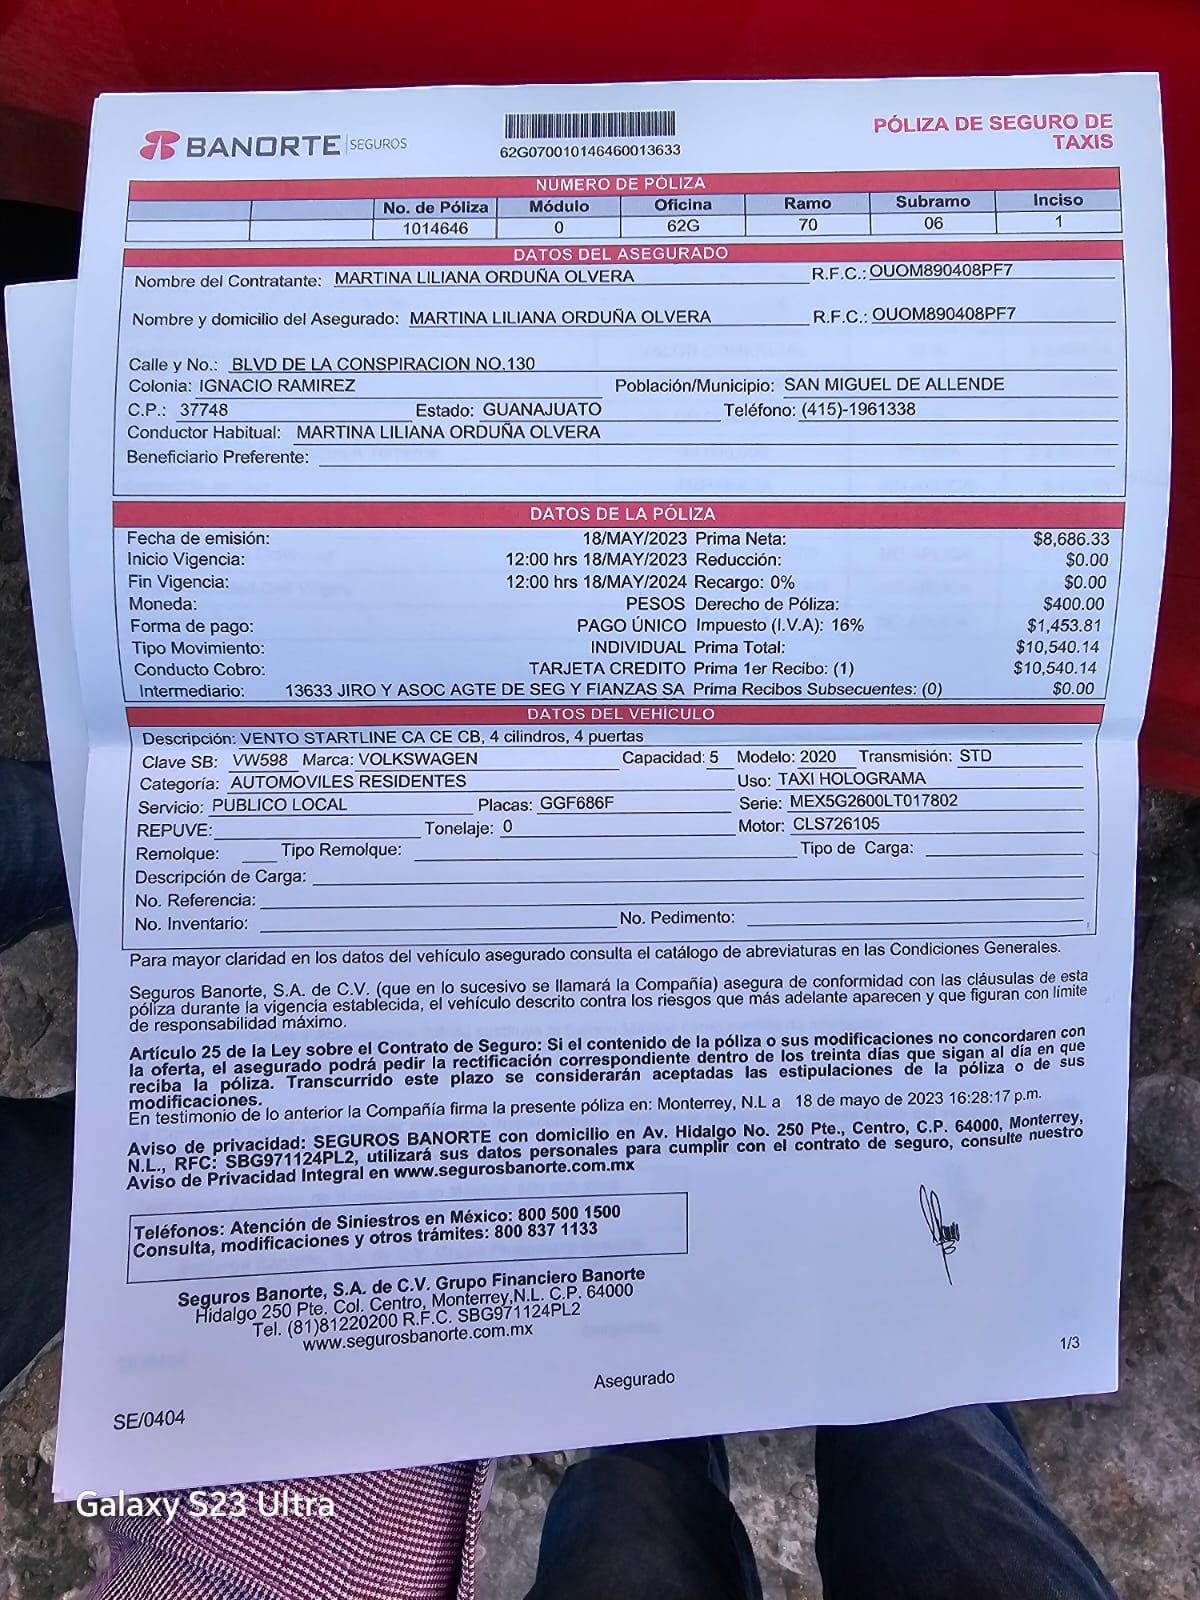 BANORTE SEGUROS
62G070010146460013633
PÓLIZA DE SEGURO DE
TAXIS
NUMERO DE PÓLIZA
No. de Póliza Módulo Oficina Ramo Subramo Inciso
1014646 0 62G 70 06 1
DATOS DEL ASEGURADO
Nombre del Contratante: MARTINA LILIANA ORDUÑA OLVERA R.F.C.: OUOM890408PF7
Nombre y domicilio del Asegurado: MARTINA LILIANA ORDUÑA OLVERA R.F.C.: OUOM890408PF7
Calle y No.: BLVD DE LA CONSPIRACION NO.130
Colonia: IGNACIO RAMIREZ Población/Municipio: SAN MIGUEL DE ALLENDE
C.P.: 37748 Estado: GUANAJUATO Teléfono: (415)-1961338
Conductor Habitual: MARTINA LILIANA ORDUÑA OLVERA
Beneficiario Preferente:
DATOS DE LA PÓLIZA
Fecha de emisión: 18/MAY/2023 Prima Neta: $8,686.33
Inicio Vigencia: 12:00 hrs 18/MAY/2023 Reducción: $0.00
Fin Vigencia: 12:00 hrs 18/MAY/2024 Recargo: 0% $0.00
Moneda: PESOS Derecho de Póliza: $400.00
Forma de pago: PAGO ÚNICO Impuesto (I.V.A): 16% $1,453.81
Tipo Movimiento: INDIVIDUAL Prima Total: $10,540.14
Conducto Cobro: TARJETA CREDITO Prima 1er Recibo: (1) $10,540.14
Intermediario: 13633 JIRO Y ASOC AGTE DE SEG Y FIANZAS SA Prima Recibos Subsecuentes: (0) $0.00
DATOS DEL VEHÍCULO
Descripción: VENTO STARTLINE CA CE CB, 4 cilindros, 4 puertas
Clave SB: VW598 Marca: VOLKSWAGEN Capacidad: 5 Modelo: 2020 Transmisión: STD
Categoría: AUTOMOVILES RESIDENTES Uso: TAXI HOLOGRAMA
Servicio: PUBLICO LOCAL Placas: GGF686F Serie: MEX5G2600LT017802
REPUVE: Tonelaje: 0 Motor: CLS726105
Remolque: Tipo Remolque: Tipo de Carga:
Descripción de Carga:
No. Referencia:
No. Inventario: No. Pedimento:
Para mayor claridad en los datos del vehículo asegurado consulta el catálogo de abreviaturas en las Condiciones Generales.
Seguros Banorte, S.A. de C.V. (que en lo sucesivo se llamará la Compañía) asegura de conformidad con las cláusulas de esta
póliza durante la vigencia establecida, el vehículo descrito contra los riesgos que más adelante aparecen y que figuran con límite
de responsabilidad máximo.
Artículo 25 de la Ley sobre el Contrato de Seguro: Si el contenido de la póliza o sus modificaciones no concordaren con
la oferta, el asegurado podrá pedir la rectificación correspondiente dentro de los treinta días que sigan al día en que
reciba la póliza. Transcurrido este plazo se considerarán aceptadas las estipulaciones de la póliza o de sus
modificaciones.
En testimonio de lo anterior la Compañía firma la presente póliza en: Monterrey, N.L a 18 de mayo de 2023 16:28:17 p.m.
Aviso de privacidad: SEGUROS BANORTE con domicilio en Av. Hidalgo No. 250 Pte., Centro, C.P. 64000, Monterrey,
N.L., RFC: SBG971124PL2, utilizará sus datos personales para cumplir con el contrato de seguro, consulte nuestro
Aviso de Privacidad Integral en www.segurosbanorte.com.mx
Teléfonos: Atención de Siniestros en México: 800 500 1500
Consulta, modificaciones y otros trámites: 800 837 1133
Seguros Banorte, S.A. de C.V. Grupo Financiero Banorte
Hidalgo 250 Pte. Col. Centro, Monterrey,N.L. C.P. 64000
Tel. (81)81220200 R.F.C. SBG971124PL2
www.segurosbanorte.com.mx
1/3
Asegurado
SE/0404
Galaxy S23 Ultra